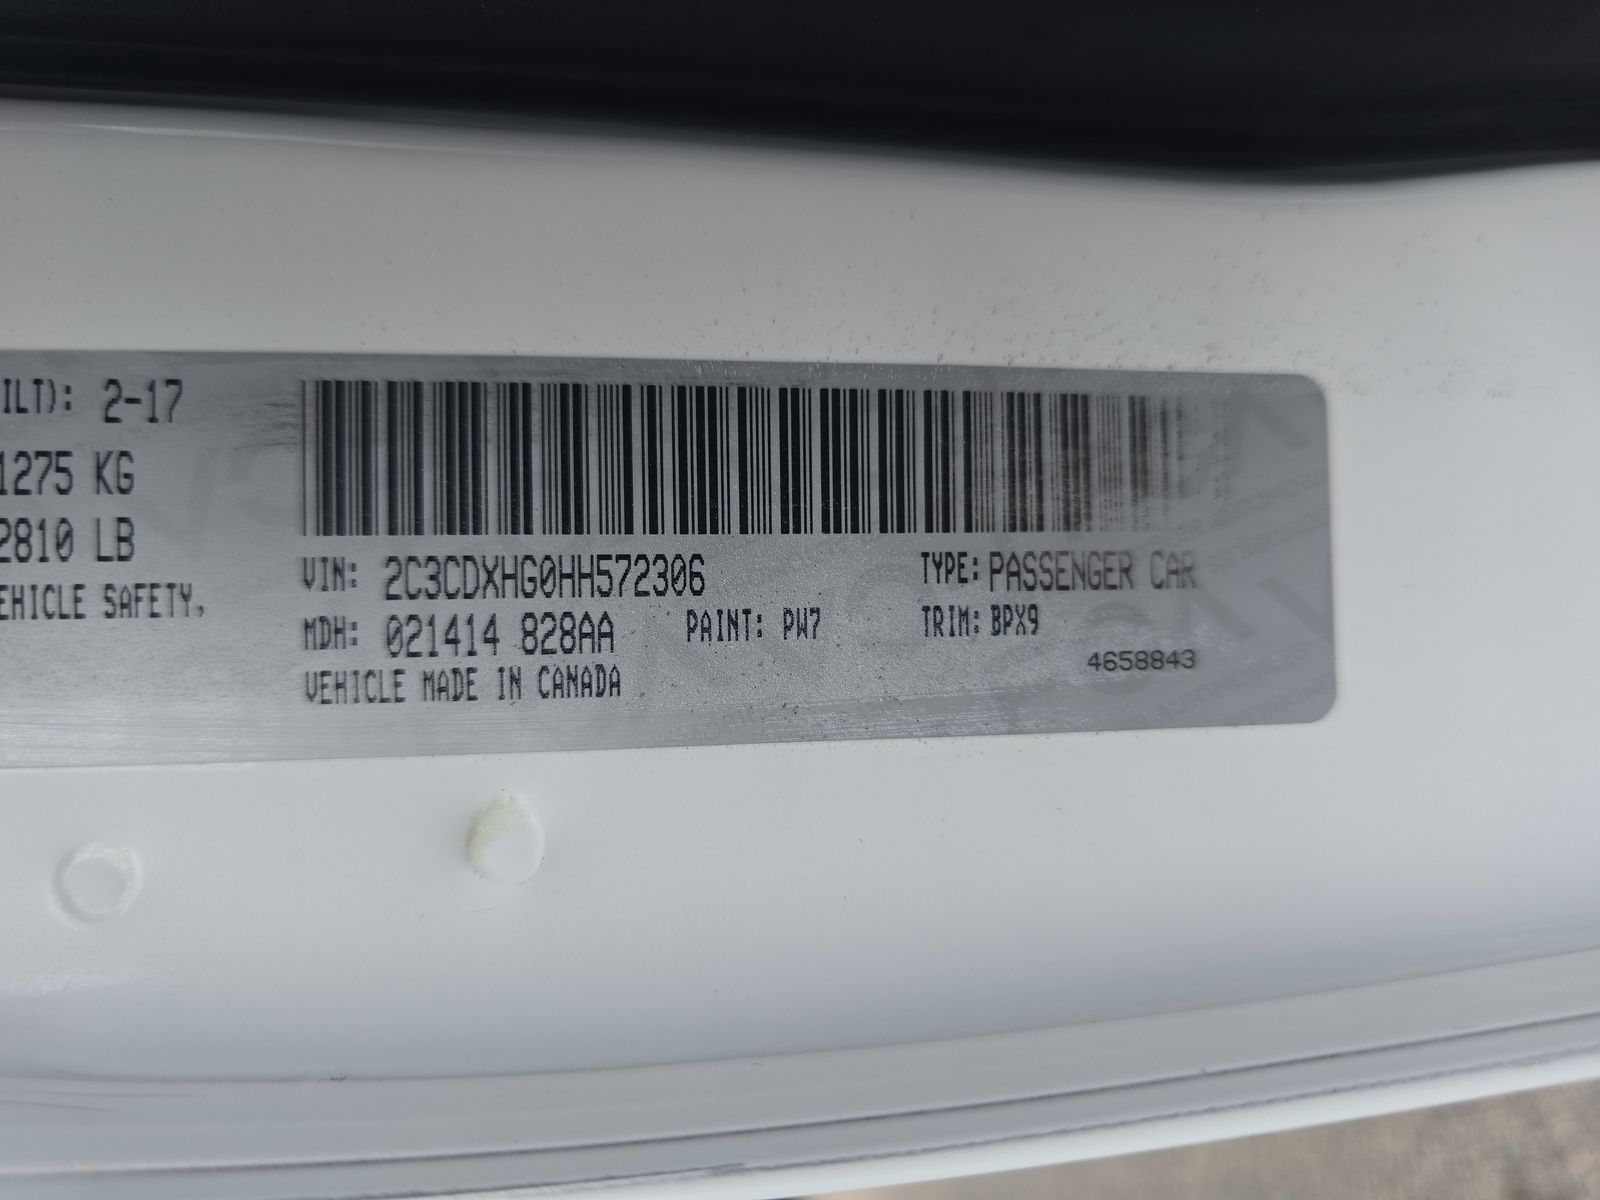 ILT): 2-17
1275 KG
2810 LB
EHICLE SAFETY,
VIN: 2C3CDXHG0HH572306 TYPE: PASSENGER CAR
MDH: 021414 828AA PAINT: PW7 TRIM: BPX9
VEHICLE MADE IN CANADA 4658843